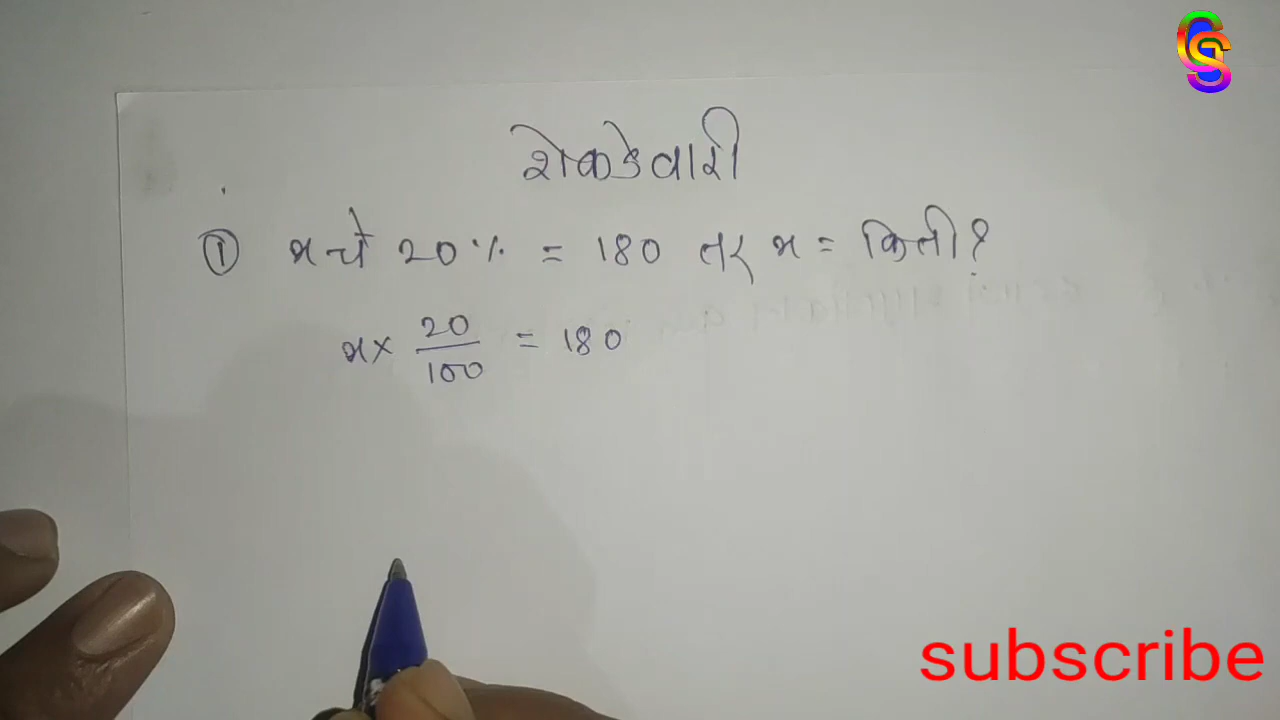 शेकडेवारी
① x चे 20% = 180 तर x = किती?
x × 20/100 = 180
subscribe